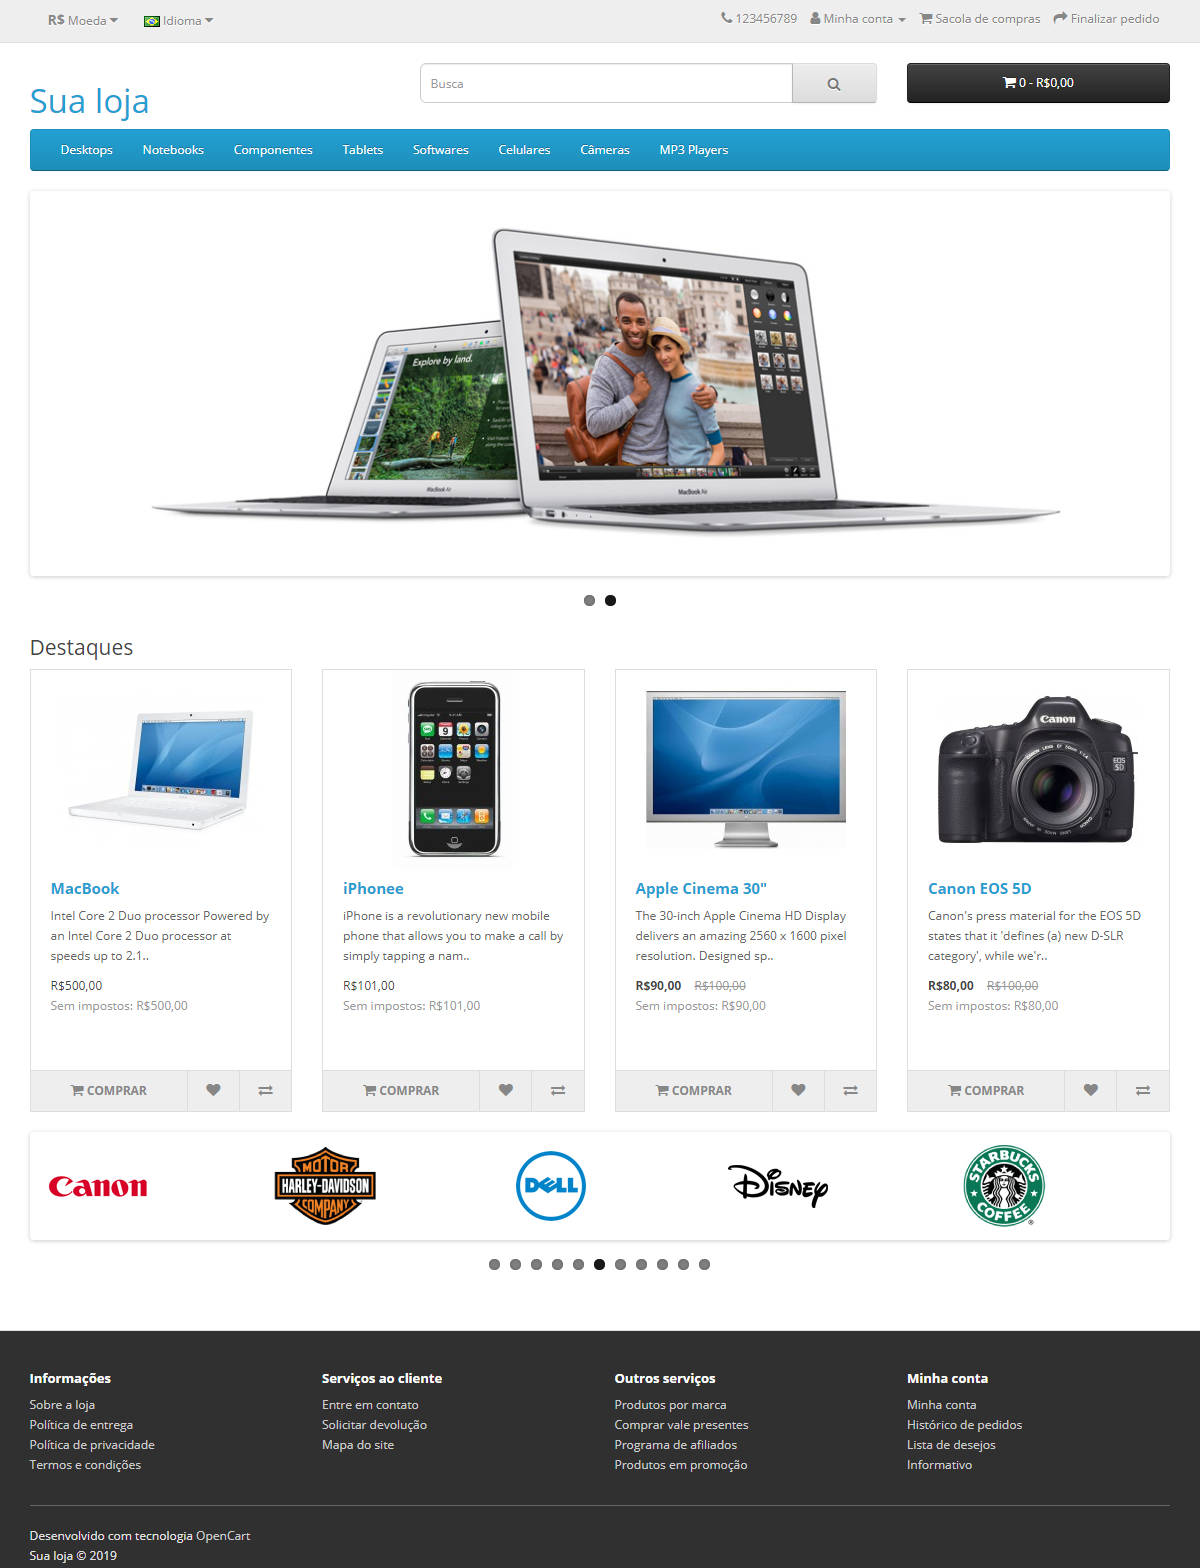 R$ Moeda
Idioma
123456789
Minha conta
Sacola de compras
Finalizar pedido
Sua loja
Busca
0 - R$0,00
Desktops
Notebooks
Componentes
Tablets
Softwares
Celulares
Câmeras
MP3 Players
Explore by land.
MacBook Air
MacBook Air
Destaques
Canon
EOS
5D
MacBook
Intel Core 2 Duo processor Powered by
an Intel Core 2 Duo processor at
speeds up to 2.1..
R$500,00
Sem impostos: R$500,00
COMPRAR
iPhonee
iPhone is a revolutionary new mobile
phone that allows you to make a call by
simply tapping a nam..
R$101,00
Sem impostos: R$101,00
COMPRAR
Apple Cinema 30"
The 30-inch Apple Cinema HD Display
delivers an amazing 2560 x 1600 pixel
resolution. Designed sp..
R$90,00 R$100,00
Sem impostos: R$90,00
COMPRAR
Canon EOS 5D
Canon's press material for the EOS 5D
states that it 'defines (a) new D-SLR
category', while we'r..
R$80,00 R$100,00
Sem impostos: R$80,00
COMPRAR
Canon
MOTOR
HARLEY-DAVIDSON
COMPANY
DELL
Disney
STARBUCKS
COFFEE
Informações
Sobre a loja
Política de entrega
Política de privacidade
Termos e condições
Serviços ao cliente
Entre em contato
Solicitar devolução
Mapa do site
Outros serviços
Produtos por marca
Comprar vale presentes
Programa de afiliados
Produtos em promoção
Minha conta
Minha conta
Histórico de pedidos
Lista de desejos
Informativo
Desenvolvido com tecnologia OpenCart
Sua loja © 2019